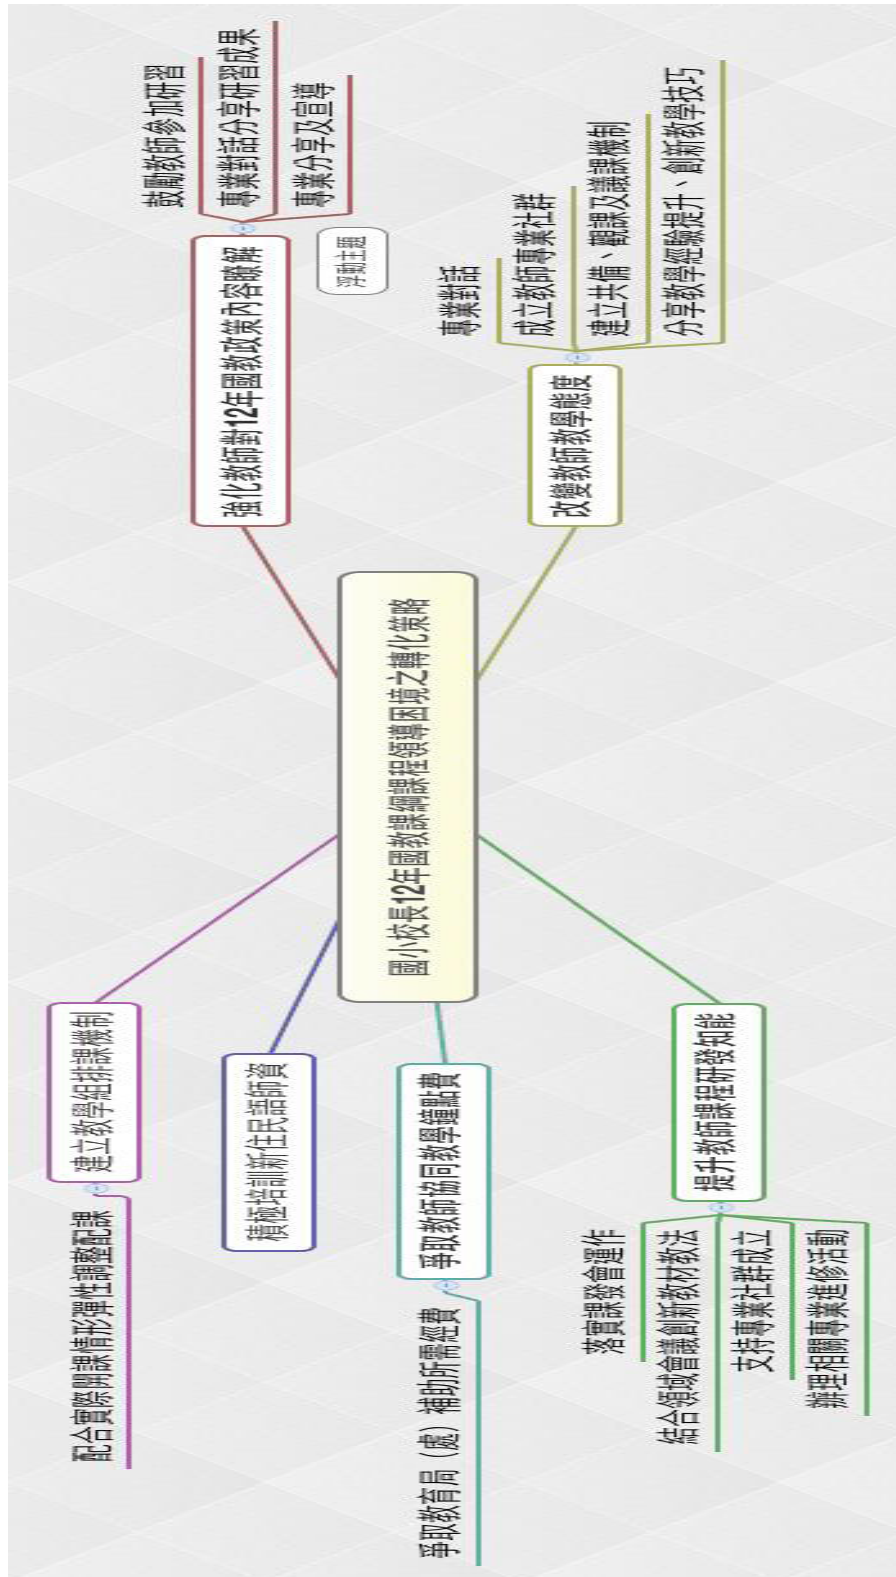 國小校長12年國教課綱課程領導困境之轉化策略
強化教師對12年國教政策內容瞭解
鼓勵教師參加研習
專業對話分享研習成果
專業分享及宣導
浮動主題
改變教師教學態度
專業對話
成立教師專業社群
建立共備、觀課及議課機制
分享教學經驗提升、創新教學技巧
提升教師課程研發知能
落實課發會運作
結合領域會議創新教材教法
支持專業社群成立
辦理相關專業進修活動
爭取教師協同教學鐘點費
爭取教育局（處）補助所需經費
積極培訓新住民語師資
建立教學組排課機制
配合實際開課情形彈性調整配課